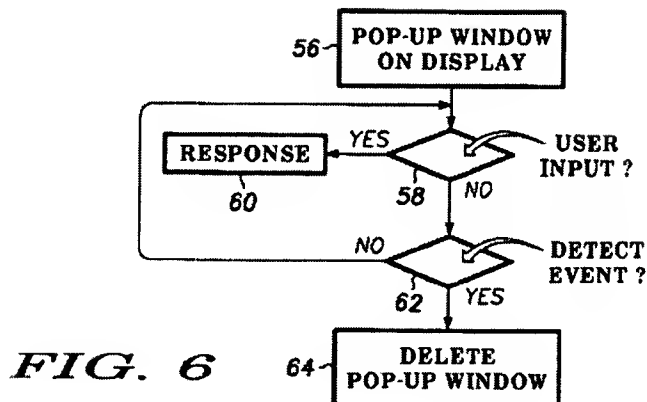 56
POP-UP WINDOW
ON DISPLAY
YES
RESPONSE
60
58
USER
INPUT ?
NO
NO
62
DETECT
EVENT ?
YES
64
DELETE
POP-UP WINDOW
FIG. 6